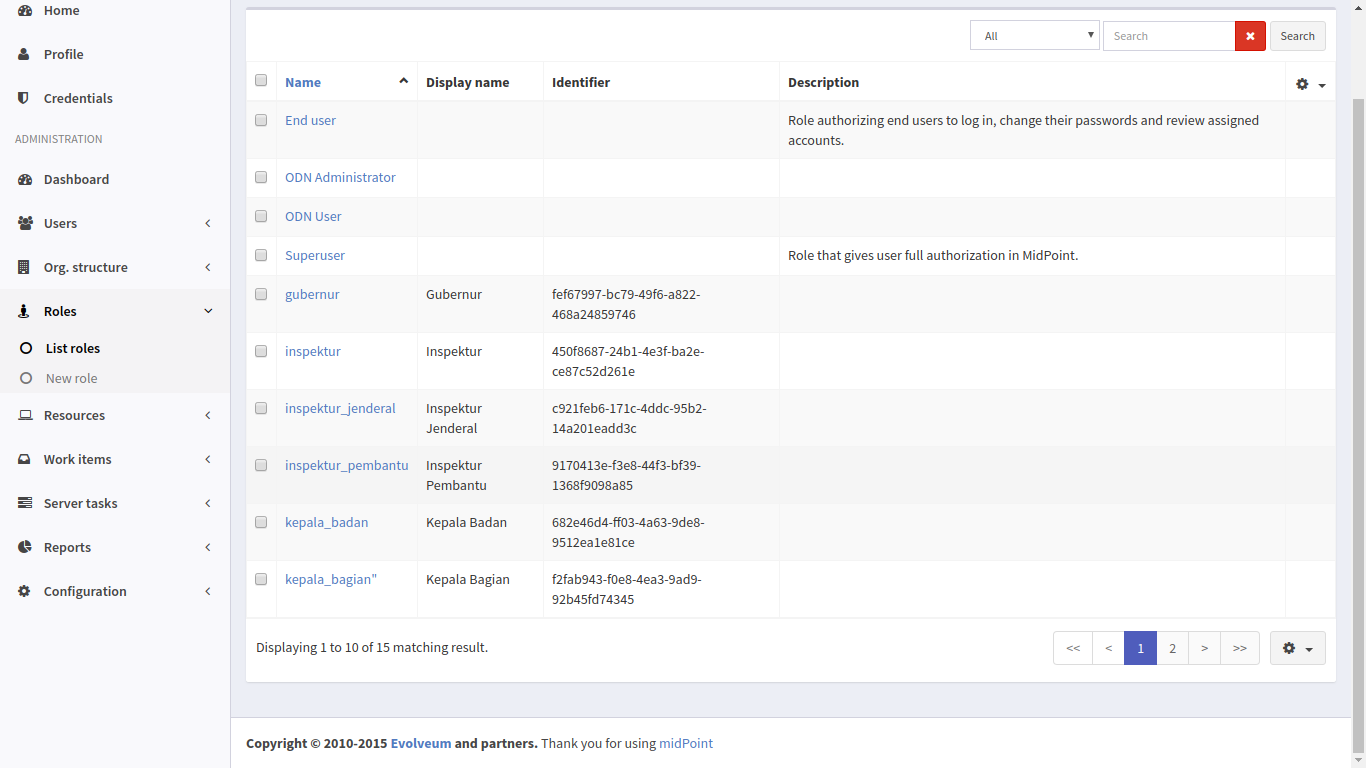 Home
Profile
Credentials
ADMINISTRATION
Dashboard
Users
Org. structure
Roles
List roles
New role
Resources
Work items
Server tasks
Reports
Configuration
All
Search
Search
Name
Display name
Identifier
Description
End user
Role authorizing end users to log in, change their passwords and review assigned
accounts.
ODN Administrator
ODN User
Superuser
Role that gives user full authorization in MidPoint.
gubernur
Gubernur
fef67997-bc79-49f6-a822-
468a24859746
inspektur
Inspektur
450f8687-24b1-4e3f-ba2e-
ce87c52d261e
inspektur_jenderal
Inspektur
Jenderal
c921feb6-171c-4ddc-95b2-
14a201eadd3c
inspektur_pembantu
Inspektur
Pembantu
9170413e-f3e8-44f3-bf39-
1368f9098a85
kepala_badan
Kepala Badan
682e46d4-ff03-4a63-9de8-
9512ea1e81ce
kepala_bagian"
Kepala Bagian
f2fab943-f0e8-4ea3-9ad9-
92b45fd74345
Displaying 1 to 10 of 15 matching result.
<< < 1 2 > >>
Copyright © 2010-2015 Evolveum and partners. Thank you for using midPoint